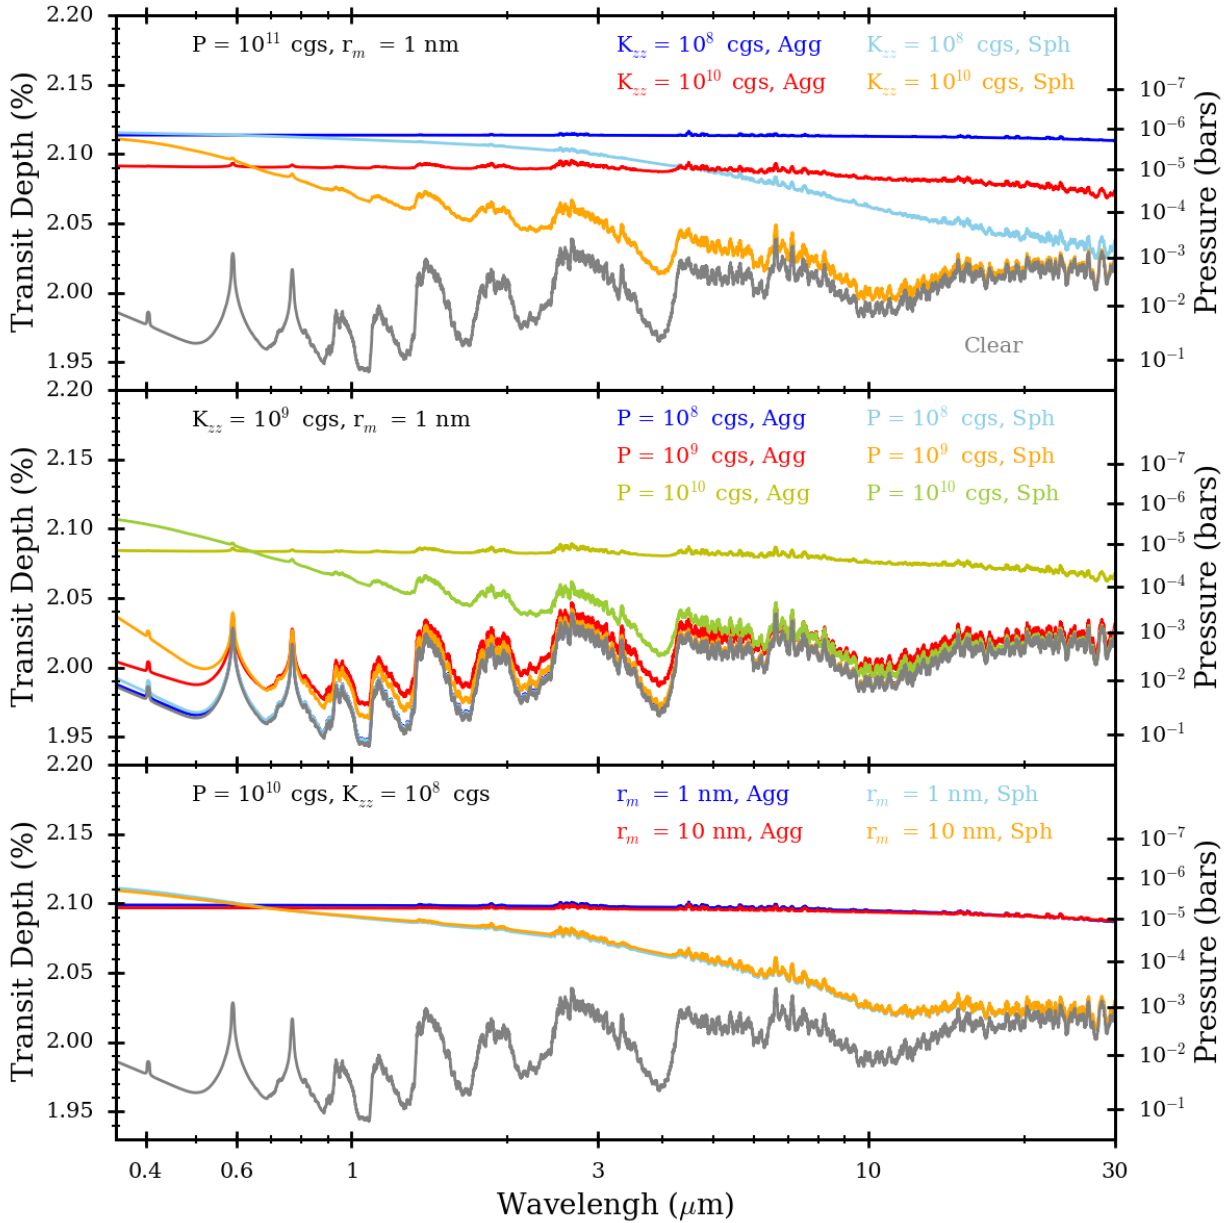 2.20
P = 10¹¹ cgs, rₘ = 1 nm
K_zz = 10⁸ cgs, Agg
K_zz = 10⁸ cgs, Sph
K_zz = 10¹⁰ cgs, Agg
K_zz = 10¹⁰ cgs, Sph
2.15
2.10
2.05
2.00
1.95
Transit Depth (%)
10⁻⁷
10⁻⁶
10⁻⁵
10⁻⁴
10⁻³
10⁻²
10⁻¹
Pressure (bars)
Clear
2.20
K_zz = 10⁹ cgs, rₘ = 1 nm
P = 10⁸ cgs, Agg
P = 10⁸ cgs, Sph
P = 10⁹ cgs, Agg
P = 10⁹ cgs, Sph
P = 10¹⁰ cgs, Agg
P = 10¹⁰ cgs, Sph
2.15
2.10
2.05
2.00
1.95
Transit Depth (%)
10⁻⁷
10⁻⁶
10⁻⁵
10⁻⁴
10⁻³
10⁻²
10⁻¹
Pressure (bars)
2.20
P = 10¹⁰ cgs, K_zz = 10⁸ cgs
rₘ = 1 nm, Agg
rₘ = 1 nm, Sph
rₘ = 10 nm, Agg
rₘ = 10 nm, Sph
2.15
2.10
2.05
2.00
1.95
Transit Depth (%)
10⁻⁷
10⁻⁶
10⁻⁵
10⁻⁴
10⁻³
10⁻²
10⁻¹
Pressure (bars)
0.4 0.6 1 3 10 30
Wavelengh (μm)